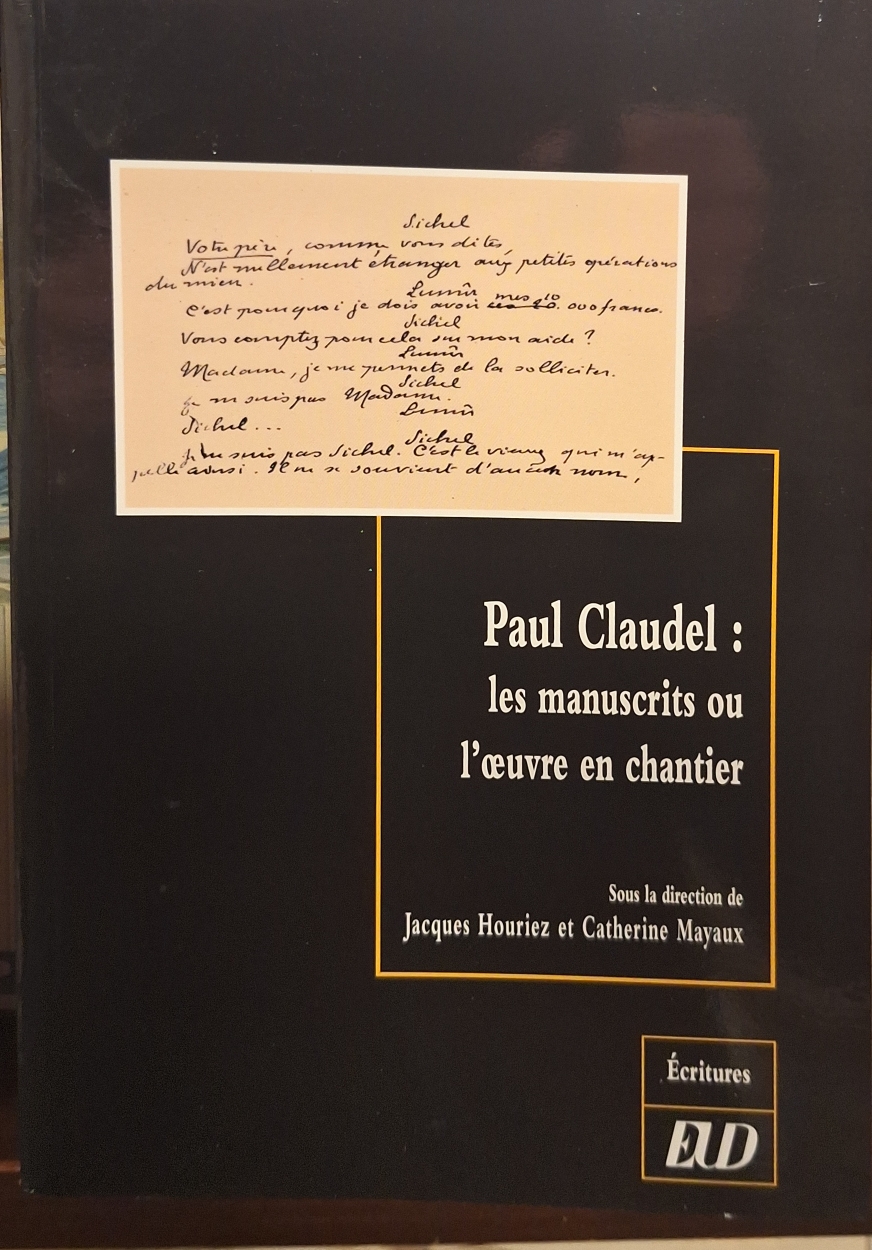 Sichel
Votre père, comme vous dites,
N'est nullement étranger aux petites opérations
du mien.
Lumîr
C'est pourquoi je dois avoir mes 10.000 francs.
Sichel
Vous comptez pour cela sur mon aide ?
Lumîr
Madame, je me permets de la solliciter.
Sichel
Je ne suis pas Madame.
Lumîr
Sichel...
Sichel
Je ne suis pas Sichel. C'est le vieux qui m'ap-
pelle ainsi. Il ne se souvient d'aucun nom,
Paul Claudel :
les manuscrits ou
l'œuvre en chantier
Sous la direction de
Jacques Houriez et Catherine Mayaux
Écritures
EUD